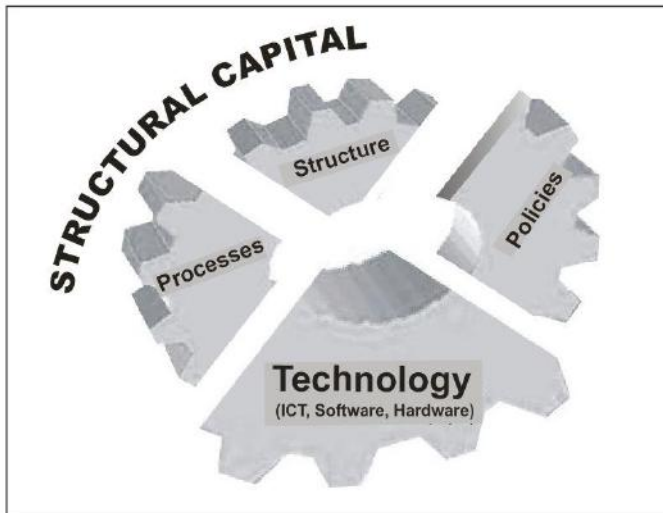 STRUCTURAL CAPITAL
Structure
Policies
Processes
Technology
(ICT, Software, Hardware)